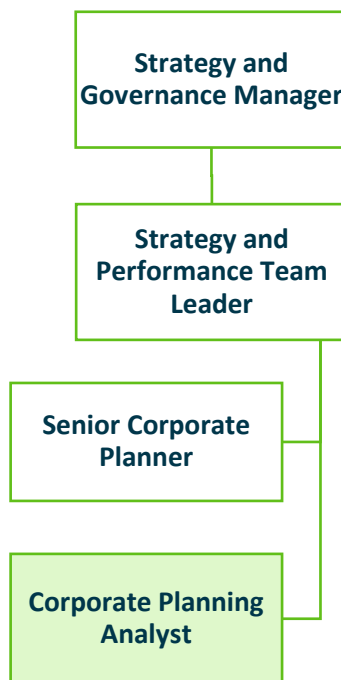 Strategy and
Governance Manager
Strategy and
Performance Team
Leader
Senior Corporate
Planner
Corporate Planning
Analyst